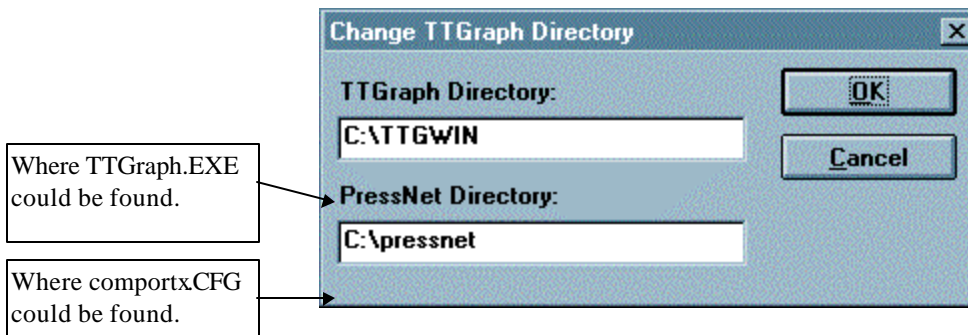 Change TTGraph Directory
TTGraph Directory:
OK
C:\TTGWIN
Cancel
Where TTGraph.EXE
could be found.
PressNet Directory:
C:\pressnet
Where comportx.CFG
could be found.